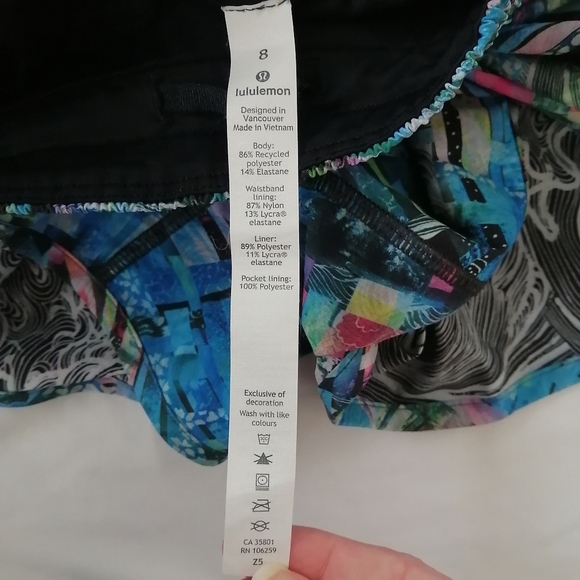 8
lululemon
Designed in
Vancouver
Made in Vietnam
Body:
86% Recycled
polyester
14% Elastane
Waistband
lining:
87% Nylon
13% Lycra®
elastane
Liner:
89% Polyester
11% Lycra®
elastane
Pocket lining:
100% Polyester
Exclusive of
decoration
Wash with like
colours
CA 35801
RN 106259
Z5